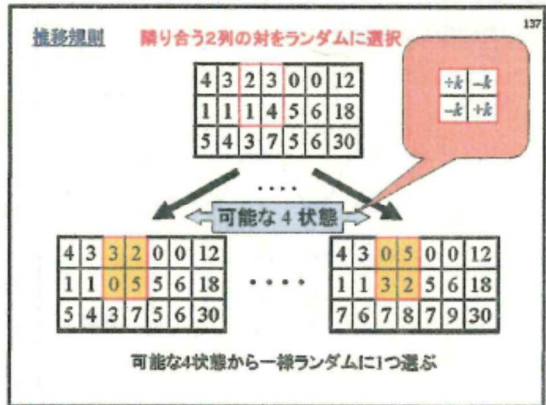 137
推移規則 隣り合う2列の対をランダムに選択
+k -k
-k +k
4 3 2 3 0 0 12
1 1 1 4 5 6 18
5 4 3 7 5 6 30
‥‥
可能な 4 状態
4 3 3 2 0 0 12
1 1 0 5 5 6 18
5 4 3 7 5 6 30
‥‥
4 3 0 5 0 0 12
1 1 3 2 5 6 18
7 6 7 8 7 9 30
可能な4状態から一様ランダムに1つ選ぶ